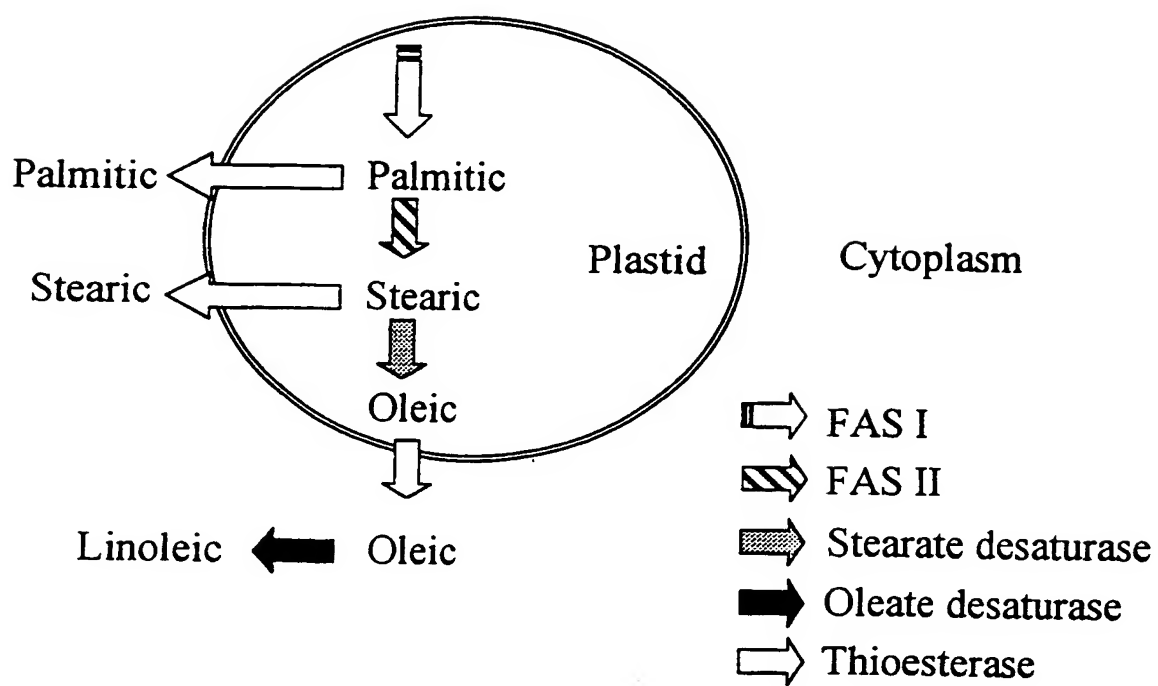 Palmitic
Palmitic
Plastid
Cytoplasm
Stearic
Stearic
Oleic
Linoleic
Oleic
FAS I
FAS II
Stearate desaturase
Oleate desaturase
Thioesterase